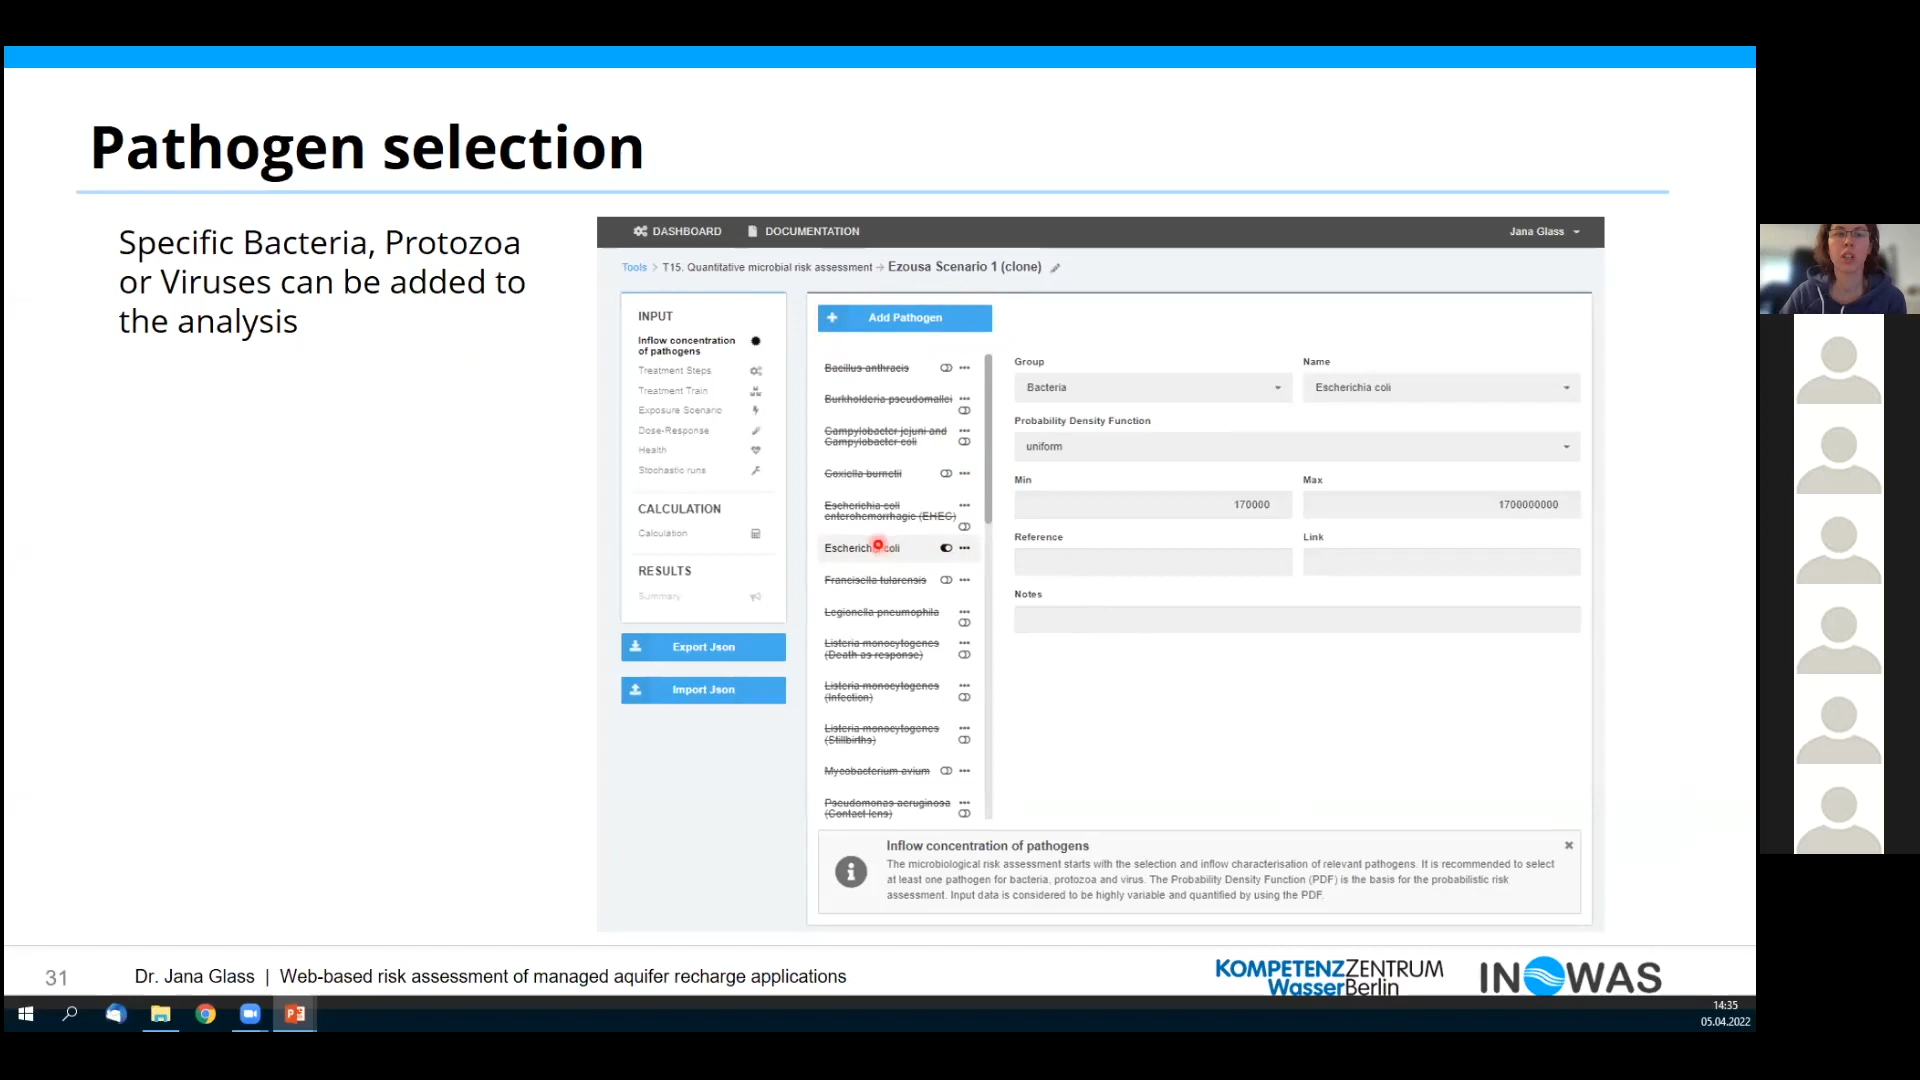 Pathogen selection
Specific Bacteria, Protozoa
or Viruses can be added to
the analysis
DASHBOARD DOCUMENTATION Jana Glass
Tools > T15. Quantitative microbial risk assessment → Ezousa Scenario 1 (clone)
INPUT
Inflow concentration
of pathogens
Treatment Steps
Treatment Train
Exposure Scenario
Dose-Response
Health
Stochastic runs
CALCULATION
Calculation
RESULTS
Summary
Export Json
Import Json
Add Pathogen
Bacillus anthracis
Burkholderia pseudomallei
Campylobacter jejuni and
Campylobacter coli
Coxiella burnetii
Escherichia coli
enterohemorrhagic (EHEC)
Escherichia coli
Francisella tularensis
Legionella pneumophila
Listeria monocytogenes
(Death as response)
Listeria monocytogenes
(Infection)
Listeria monocytogenes
(Stillbirths)
Mycobacterium avium
Pseudomonas aeruginosa
(Contact lens)
Group Name
Bacteria Escherichia coli
Probability Density Function
uniform
Min Max
170000 1700000000
Reference Link
Notes
Inflow concentration of pathogens
The microbiological risk assessment starts with the selection and inflow characterisation of relevant pathogens. It is recommended to select
at least one pathogen for bacteria, protozoa and virus. The Probability Density Function (PDF) is the basis for the probabilistic risk
assessment. Input data is considered to be highly variable and quantified by using the PDF.
31 Dr. Jana Glass | Web-based risk assessment of managed aquifer recharge applications
KOMPETENZZENTRUM
WasserBerlin
INOWAS
14:35
05.04.2022